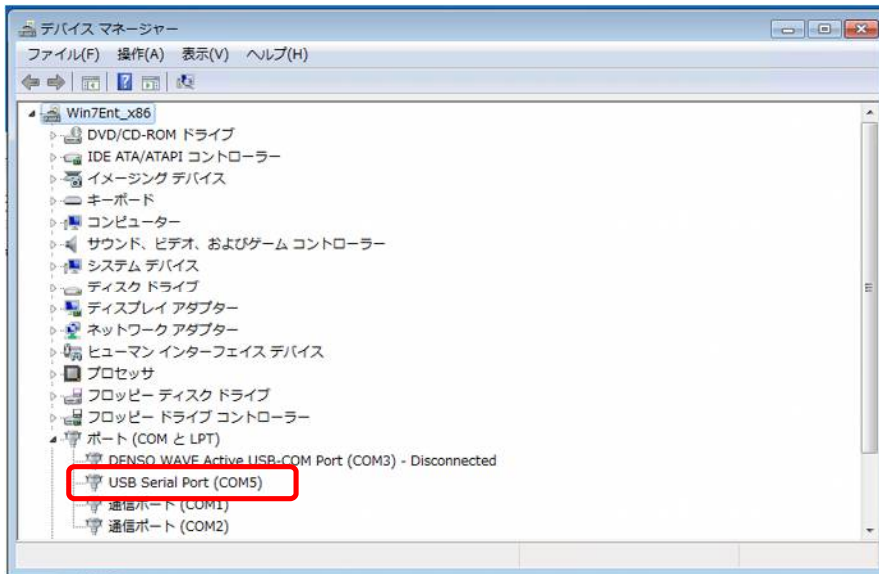 デバイス マネージャー
ファイル(F) 操作(A) 表示(V) ヘルプ(H)
Win7Ent_x86
DVD/CD-ROM ドライブ
IDE ATA/ATAPI コントローラー
イメージング デバイス
キーボード
コンピューター
サウンド、ビデオ、およびゲーム コントローラー
システム デバイス
ディスク ドライブ
ディスプレイ アダプター
ネットワーク アダプター
ヒューマン インターフェイス デバイス
プロセッサ
フロッピー ディスク ドライブ
フロッピー ドライブ コントローラー
ポート (COM と LPT)
DENSO WAVE Active USB-COM Port (COM3) - Disconnected
USB Serial Port (COM5)
通信ポート (COM1)
通信ポート (COM2)